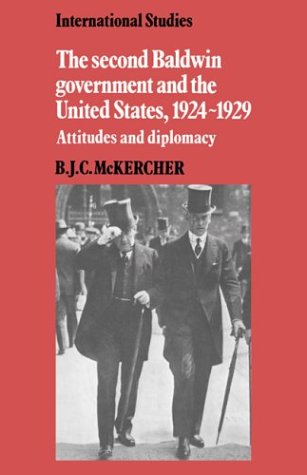 International Studies
The second Baldwin
government and the
United States, 1924-1929
Attitudes and diplomacy
B.J.C. McKERCHER